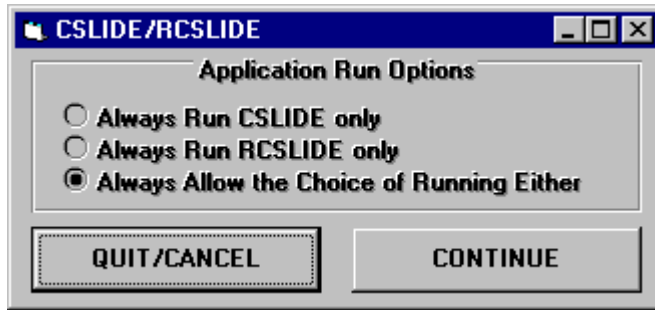 CSLIDE/RCSLIDE
Application Run Options
Always Run CSLIDE only
Always Run RCSLIDE only
Always Allow the Choice of Running Either
QUIT/CANCEL CONTINUE